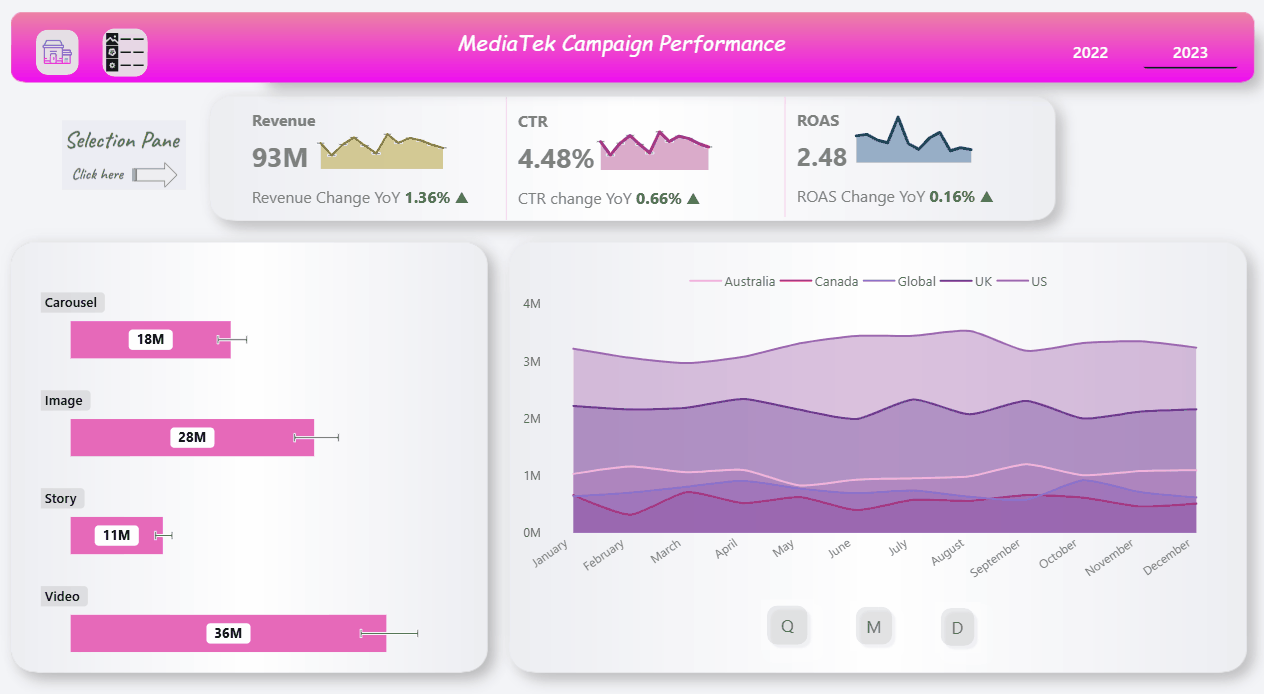 MediaTek Campaign Performance
2022
2023
Selection Pane
Click here
Revenue
93M
Revenue Change YoY 1.36% ▲
CTR
4.48%
CTR change YoY 0.66% ▲
ROAS
2.48
ROAS Change YoY 0.16% ▲
Carousel
18M
Image
28M
Story
11M
Video
36M
Australia Canada Global UK US
4M
3M
2M
1M
0M
January February March April May June July August September October November December
Q M D